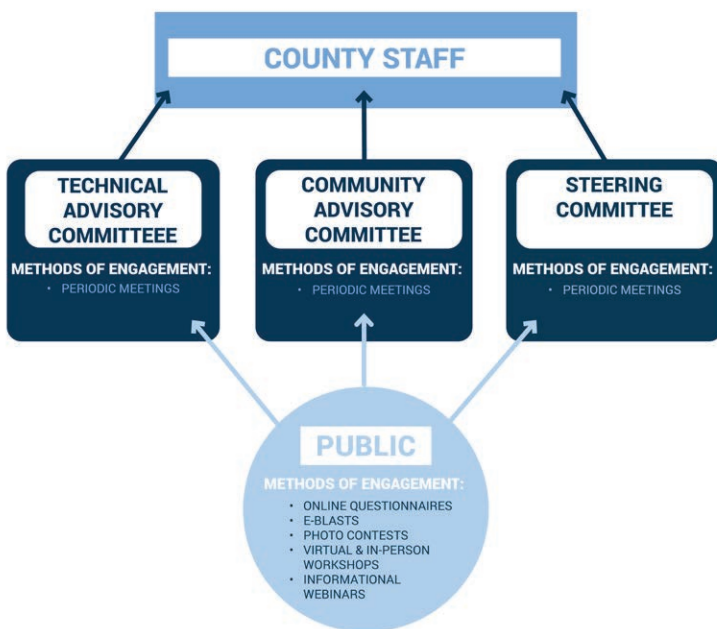 COUNTY STAFF
TECHNICAL
ADVISORY
COMMITTEEE
METHODS OF ENGAGEMENT:
• PERIODIC MEETINGS
COMMUNITY
ADVISORY
COMMITTEE
METHODS OF ENGAGEMENT:
• PERIODIC MEETINGS
STEERING
COMMITTEE
METHODS OF ENGAGEMENT:
• PERIODIC MEETINGS
PUBLIC
METHODS OF ENGAGEMENT:
• ONLINE QUESTIONNAIRES
• E-BLASTS
• PHOTO CONTESTS
• VIRTUAL & IN-PERSON
WORKSHOPS
• INFORMATIONAL
WEBINARS